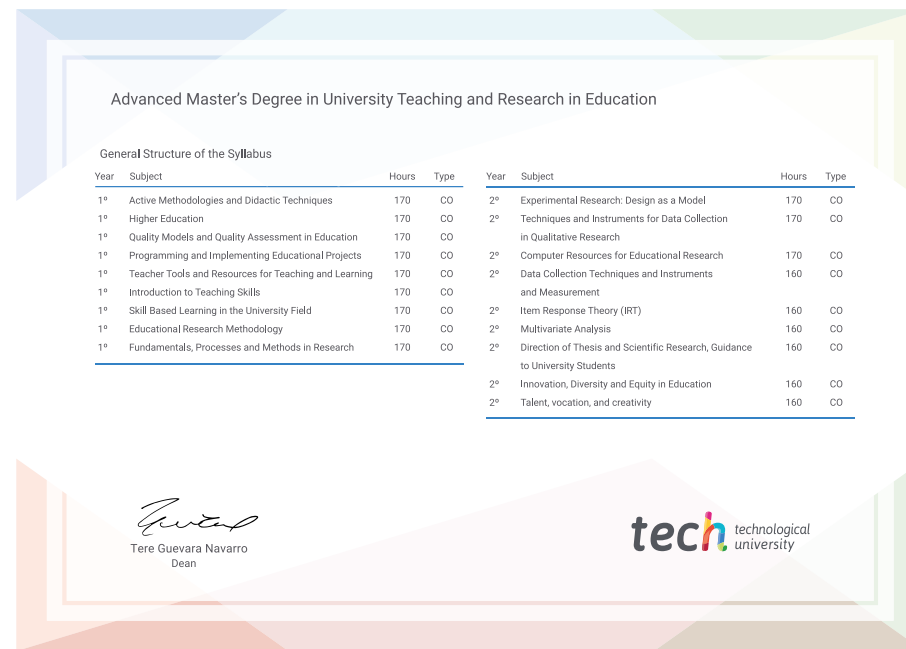 Advanced Master's Degree in University Teaching and Research in Education
General Structure of the Syllabus
Year Subject Hours Type
1º Active Methodologies and Didactic Techniques 170 CO
1º Higher Education 170 CO
1º Quality Models and Quality Assessment in Education 170 CO
1º Programming and Implementing Educational Projects 170 CO
1º Teacher Tools and Resources for Teaching and Learning 170 CO
1º Introduction to Teaching Skills 170 CO
1º Skill Based Learning in the University Field 170 CO
1º Educational Research Methodology 170 CO
1º Fundamentals, Processes and Methods in Research 170 CO
Year Subject Hours Type
2º Experimental Research: Design as a Model 170 CO
2º Techniques and Instruments for Data Collection 170 CO
in Qualitative Research
2º Computer Resources for Educational Research 170 CO
2º Data Collection Techniques and Instruments 160 CO
and Measurement
2º Item Response Theory (IRT) 160 CO
2º Multivariate Analysis 160 CO
2º Direction of Thesis and Scientific Research, Guidance 160 CO
to University Students
2º Innovation, Diversity and Equity in Education 160 CO
2º Talent, vocation, and creativity 160 CO
Tere Guevara Navarro
Dean
tech technological
university